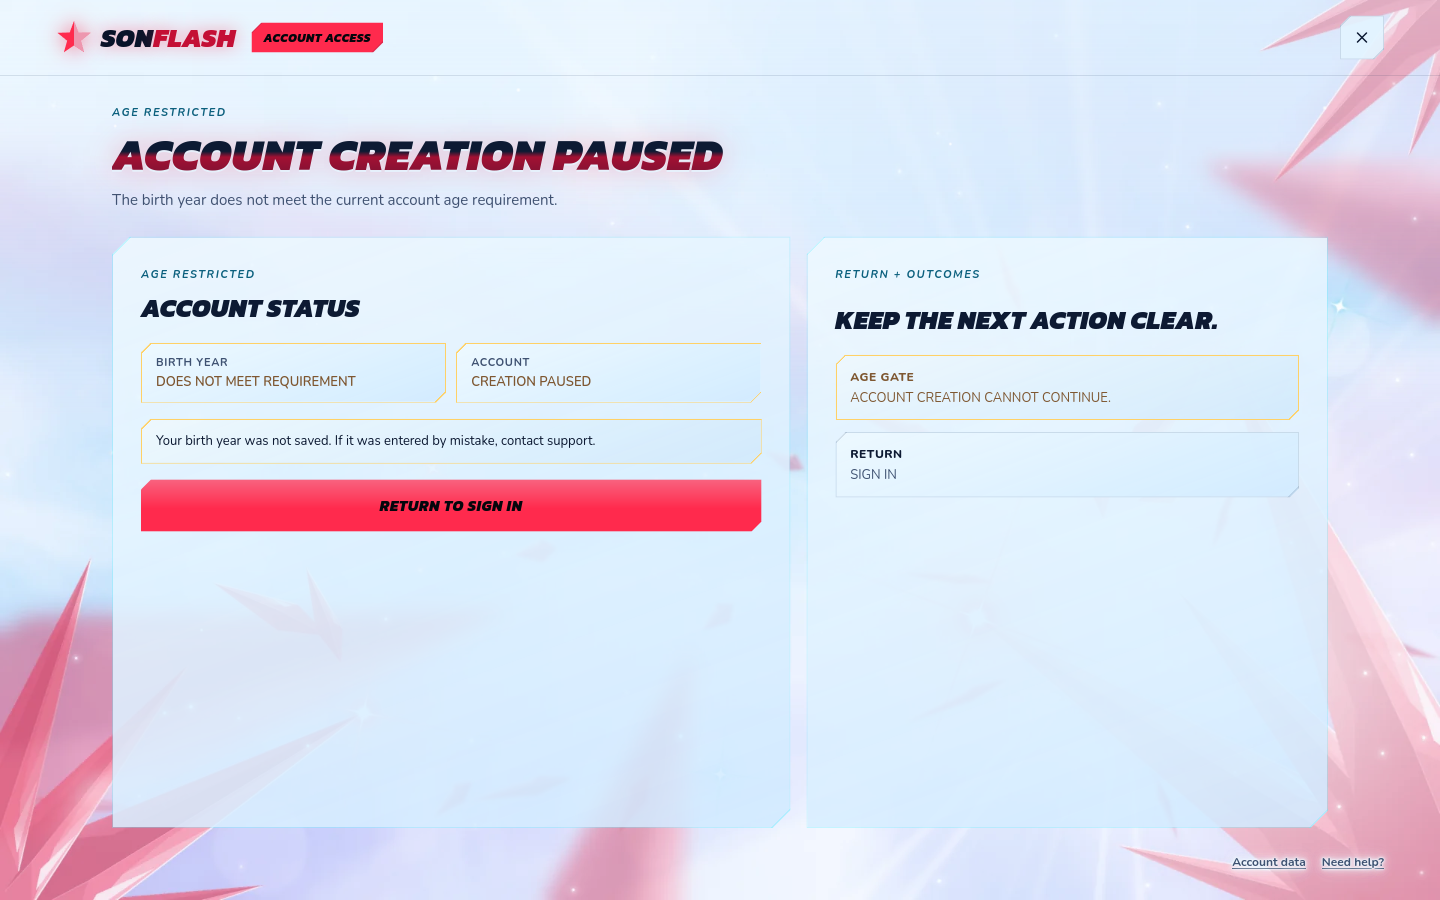 SONFLASH
ACCOUNT ACCESS
AGE RESTRICTED
ACCOUNT CREATION PAUSED
The birth year does not meet the current account age requirement.
AGE RESTRICTED
ACCOUNT STATUS
BIRTH YEAR
DOES NOT MEET REQUIREMENT
ACCOUNT
CREATION PAUSED
Your birth year was not saved. If it was entered by mistake, contact support.
RETURN TO SIGN IN
RETURN + OUTCOMES
KEEP THE NEXT ACTION CLEAR.
AGE GATE
ACCOUNT CREATION CANNOT CONTINUE.
RETURN
SIGN IN
Account data
Need help?